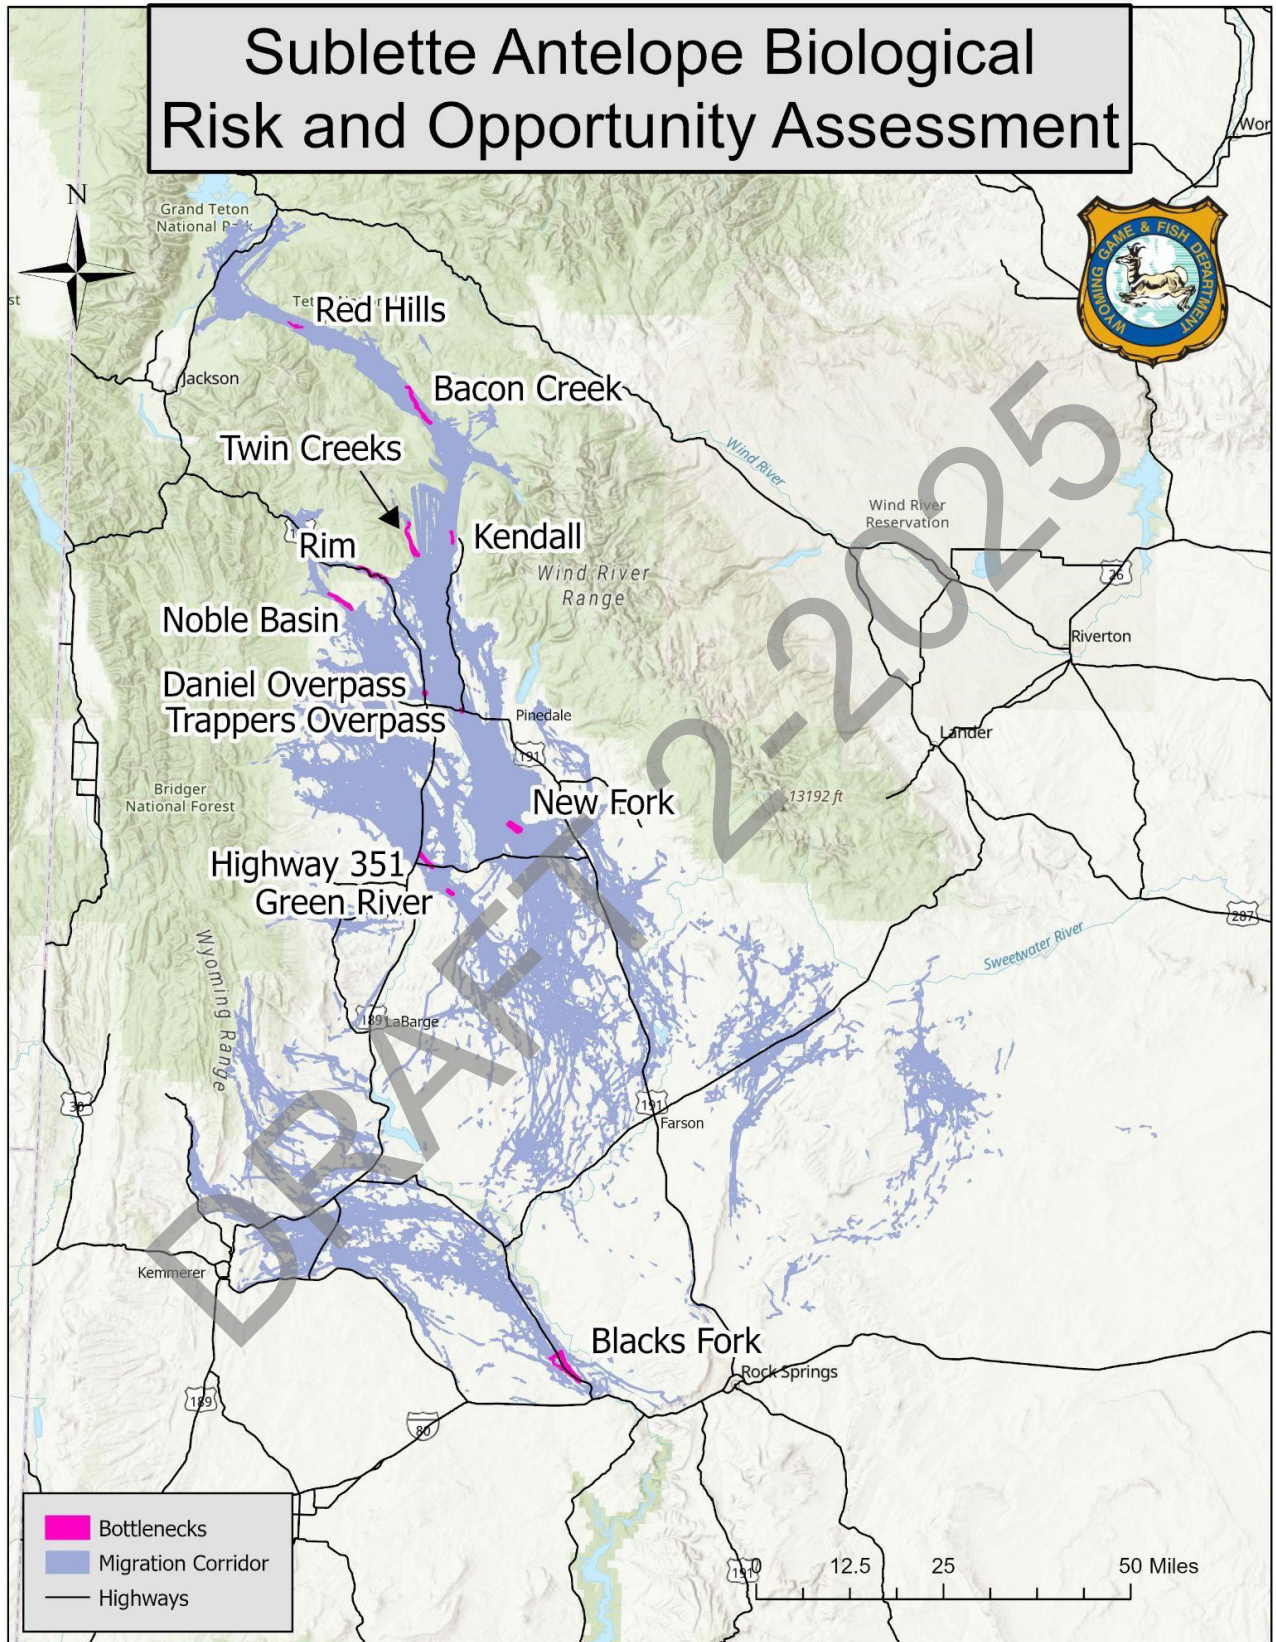 Sublette Antelope Biological
Risk and Opportunity Assessment
Wor
N
Grand Teton
National Park
WYOMING GAME & FISH DEPARTMENT
st
Red Hills
Jackson
Bacon Creek
Twin Creeks
Wind River
Wind River
Reservation
Rim
Kendall
Wind River
Range
26
Noble Basin
Riverton
Daniel Overpass
Trappers Overpass
Pinedale
191
Lander
Bridger
National Forest
13192 ft
New Fork
Highway 351
Green River
287
Sweetwater River
Wyoming Range
189
LaBarge
30
191
Farson
Kemmerer
Blacks Fork
Rock Springs
189
80
DRAFT 2-2025
Bottlenecks
Migration Corridor
Highways
191
0 12.5 25 50 Miles